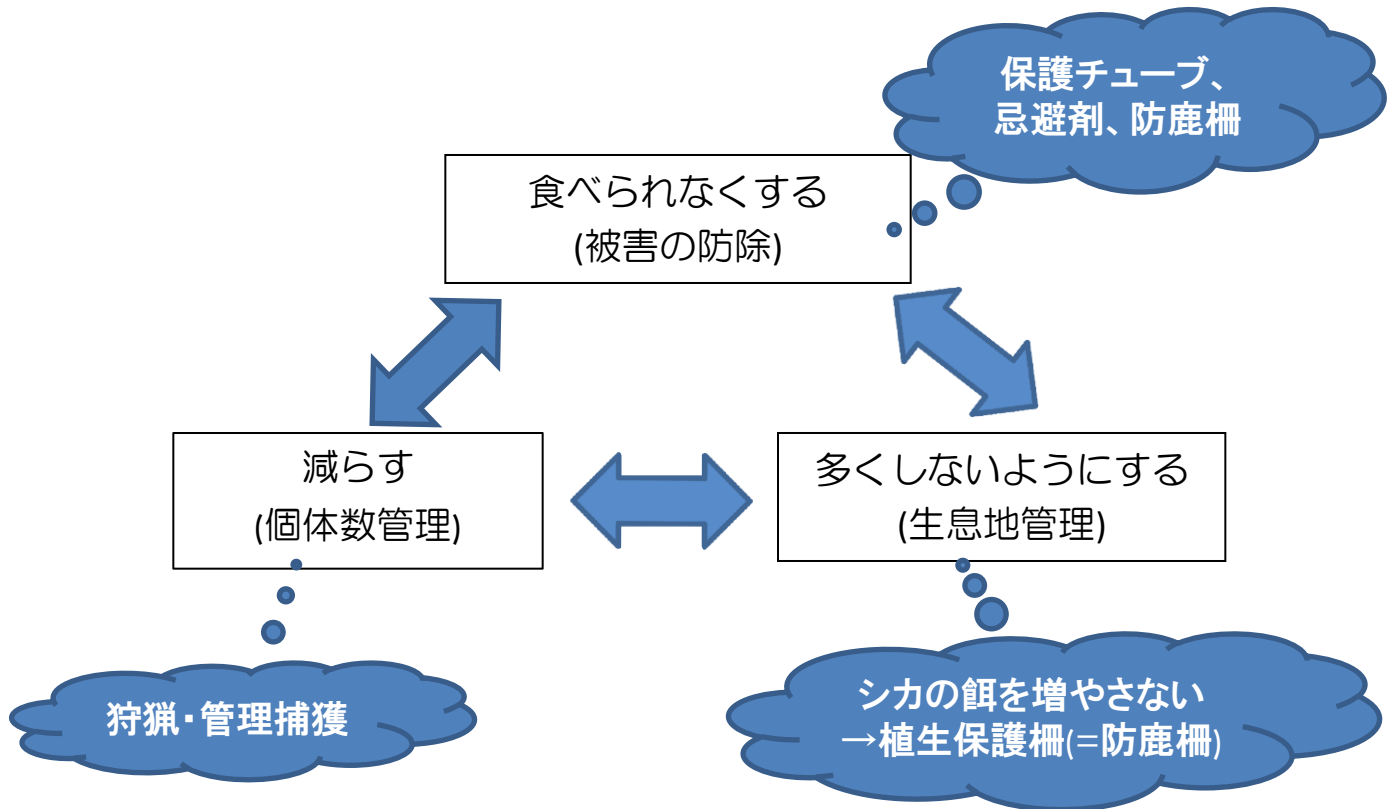 保護チューブ、
忌避剤、防鹿柵
食べられなくする
(被害の防除)
減らす
(個体数管理)
多くしないようにする
(生息地管理)
狩猟・管理捕獲
シカの餌を増やさない
→植生保護柵(=防鹿柵)